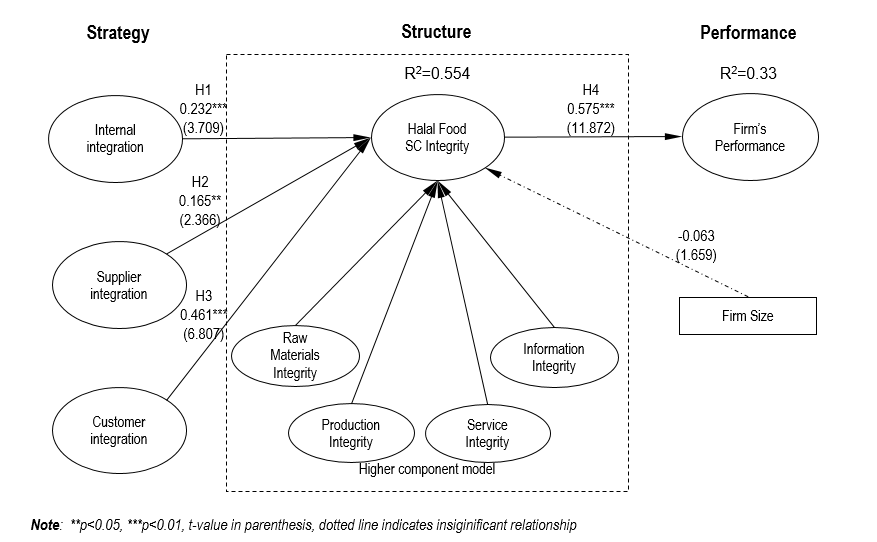 Strategy
Structure
Performance
R²=0.554
R²=0.33
H1
0.232***
(3.709)
H4
0.575***
(11.872)
Internal
integration
Halal Food
SC Integrity
Firm's
Performance
H2
0.165**
(2.366)
-0.063
(1.659)
Supplier
integration
H3
0.461***
(6.807)
Firm Size
Raw
Materials
Integrity
Information
Integrity
Customer
integration
Production
Integrity
Service
Integrity
Higher component model
Note: **p<0.05, ***p<0.01, t-value in parenthesis, dotted line indicates insiginificant relationship